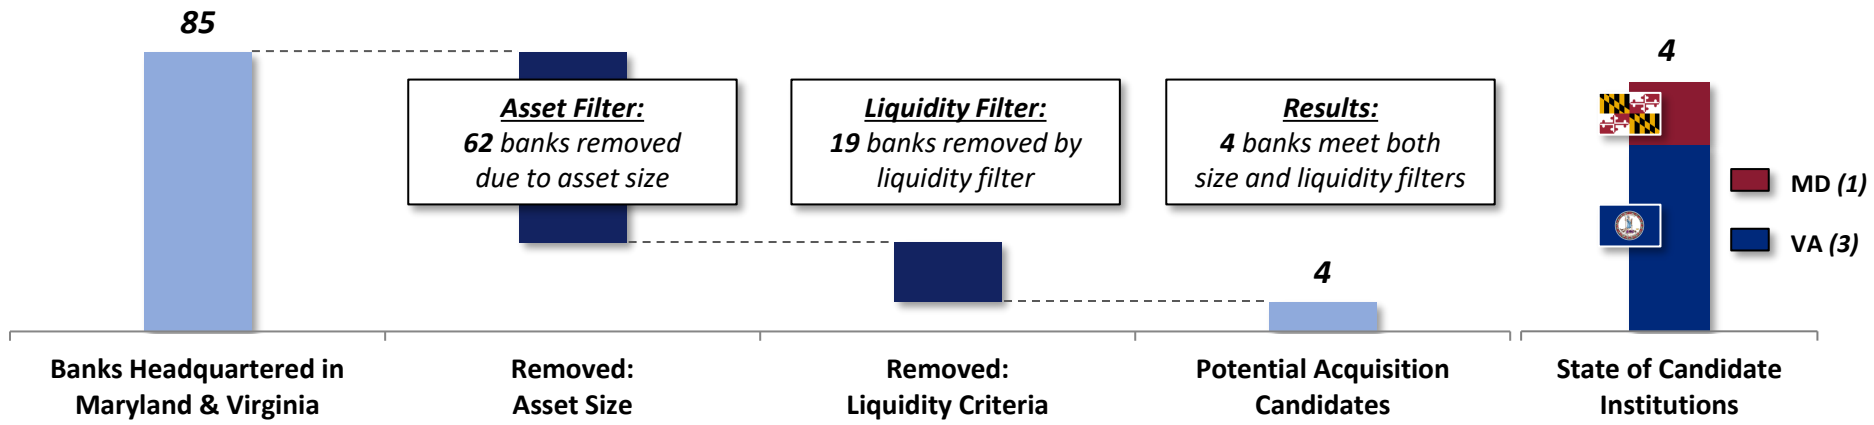 85
Asset Filter:
62 banks removed
due to asset size
Liquidity Filter:
19 banks removed by
liquidity filter
Results:
4 banks meet both
size and liquidity filters
4
4
MD (1)
VA (3)
Banks Headquartered in
Maryland & Virginia
Removed:
Asset Size
Removed:
Liquidity Criteria
Potential Acquisition
Candidates
State of Candidate
Institutions